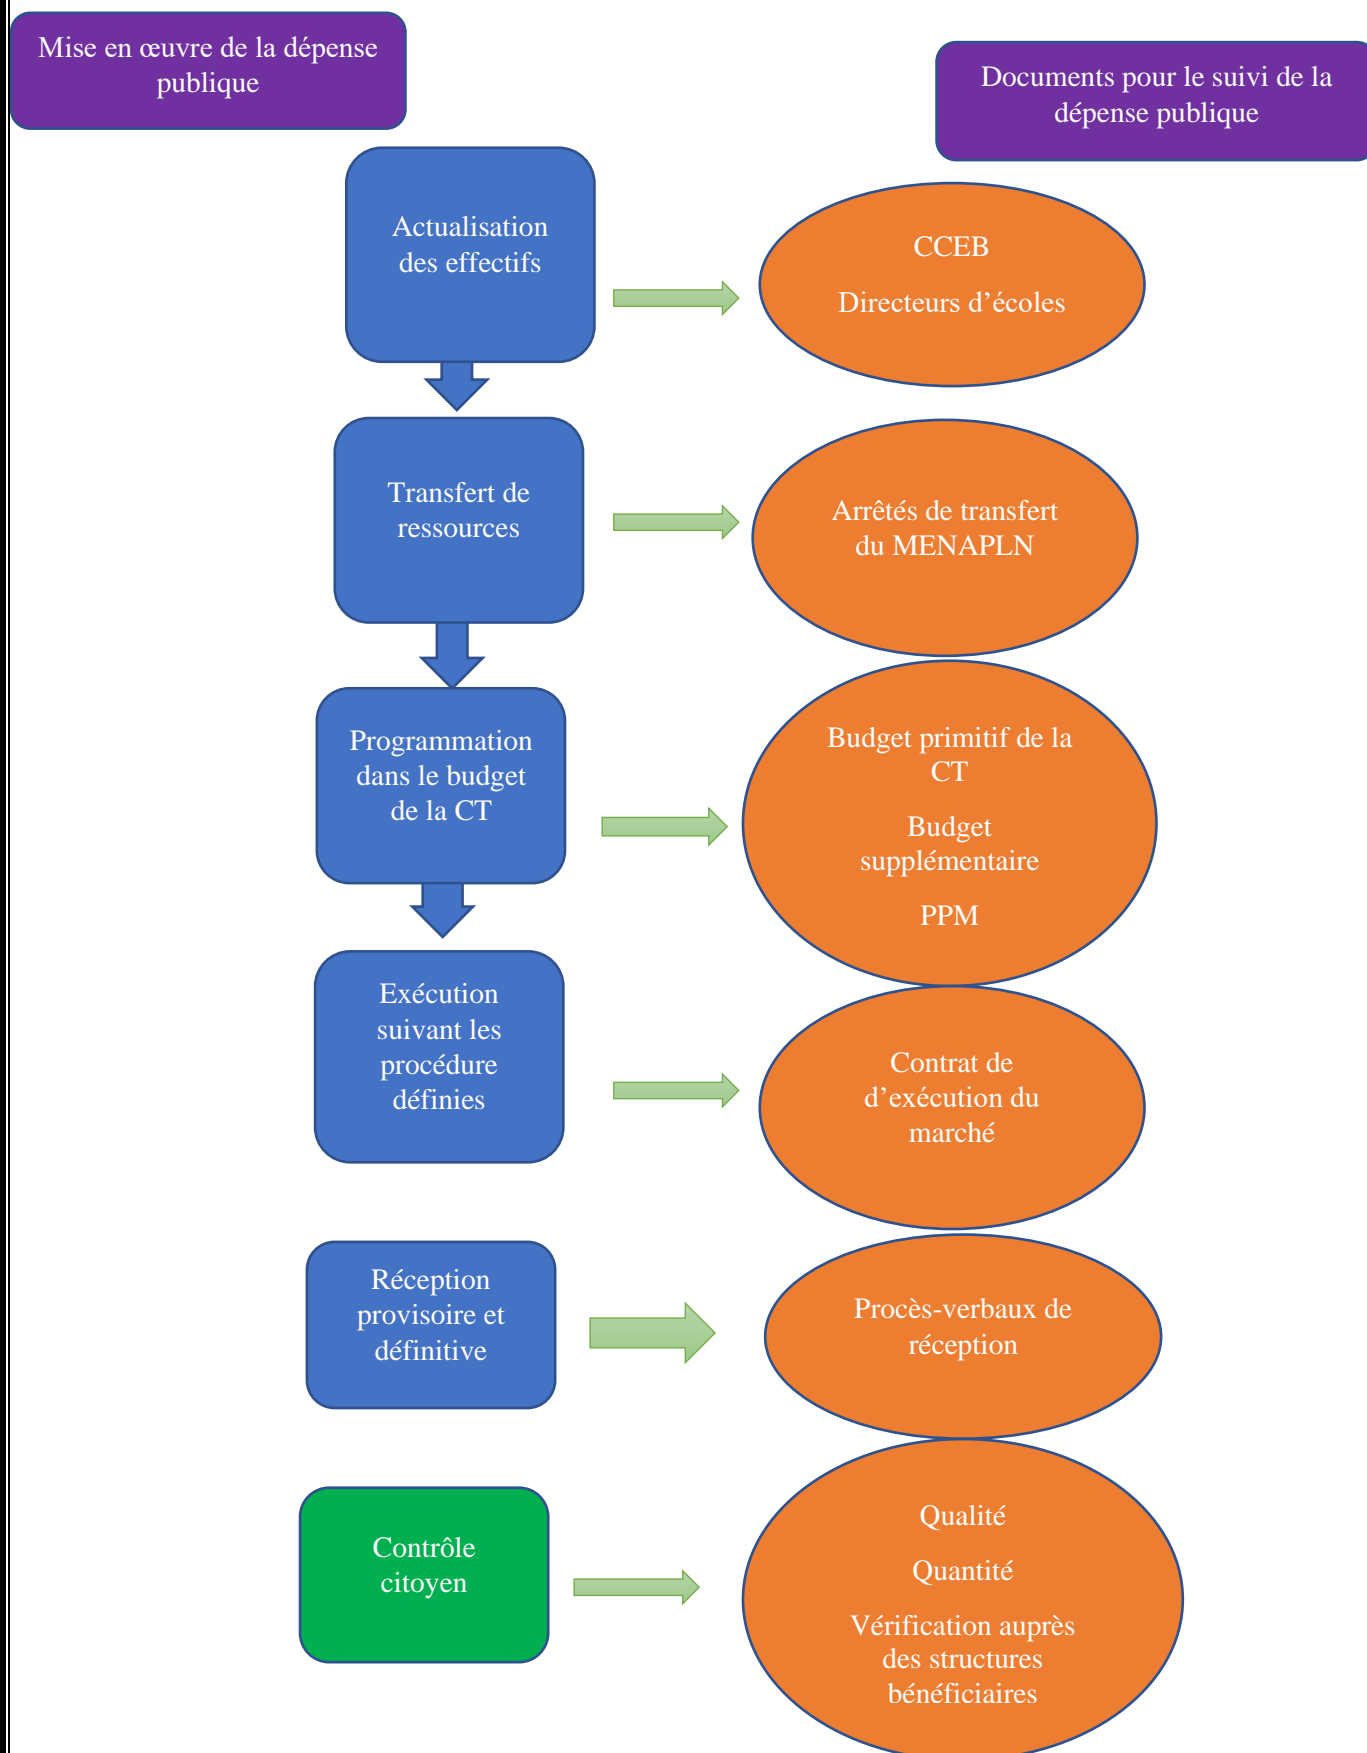 Mise en œuvre de la dépense
publique
Documents pour le suivi de la
dépense publique
Actualisation
des effectifs
CCEB
Directeurs d’écoles
Transfert de
ressources
Arrêtés de transfert
du MENAPLN
Programmation
dans le budget
de la CT
Budget primitif de la
CT
Budget
supplémentaire
PPM
Exécution
suivant les
procédure
définies
Contrat de
d’exécution du
marché
Réception
provisoire et
définitive
Procès-verbaux de
réception
Contrôle
citoyen
Qualité
Quantité
Vérification auprès
des structures
bénéficiaires